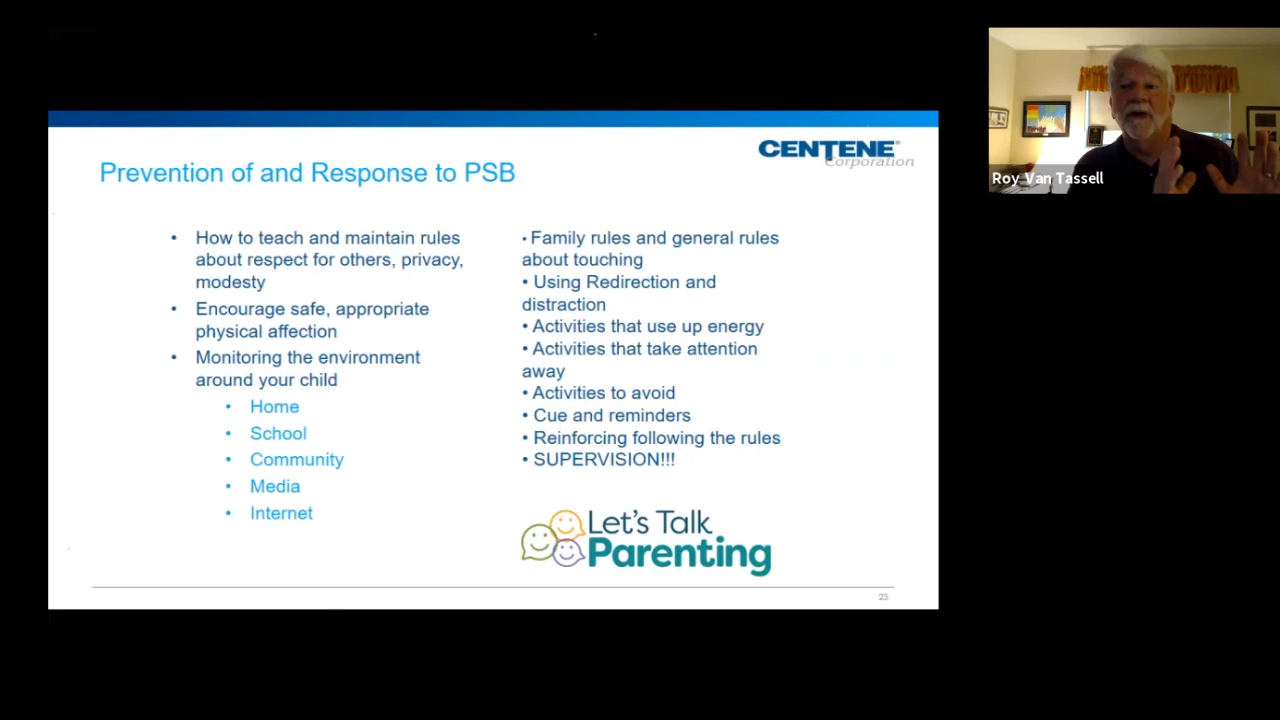 CENTENE®
Corporation
Prevention of and Response to PSB
• How to teach and maintain rules
about respect for others, privacy,
modesty
• Encourage safe, appropriate
physical affection
• Monitoring the environment
around your child
• Home
• School
• Community
• Media
• Internet
• Family rules and general rules
about touching
• Using Redirection and
distraction
• Activities that use up energy
• Activities that take attention
away
• Activities to avoid
• Cue and reminders
• Reinforcing following the rules
• SUPERVISION!!!
Let's Talk
Parenting
23
Roy Van Tassell